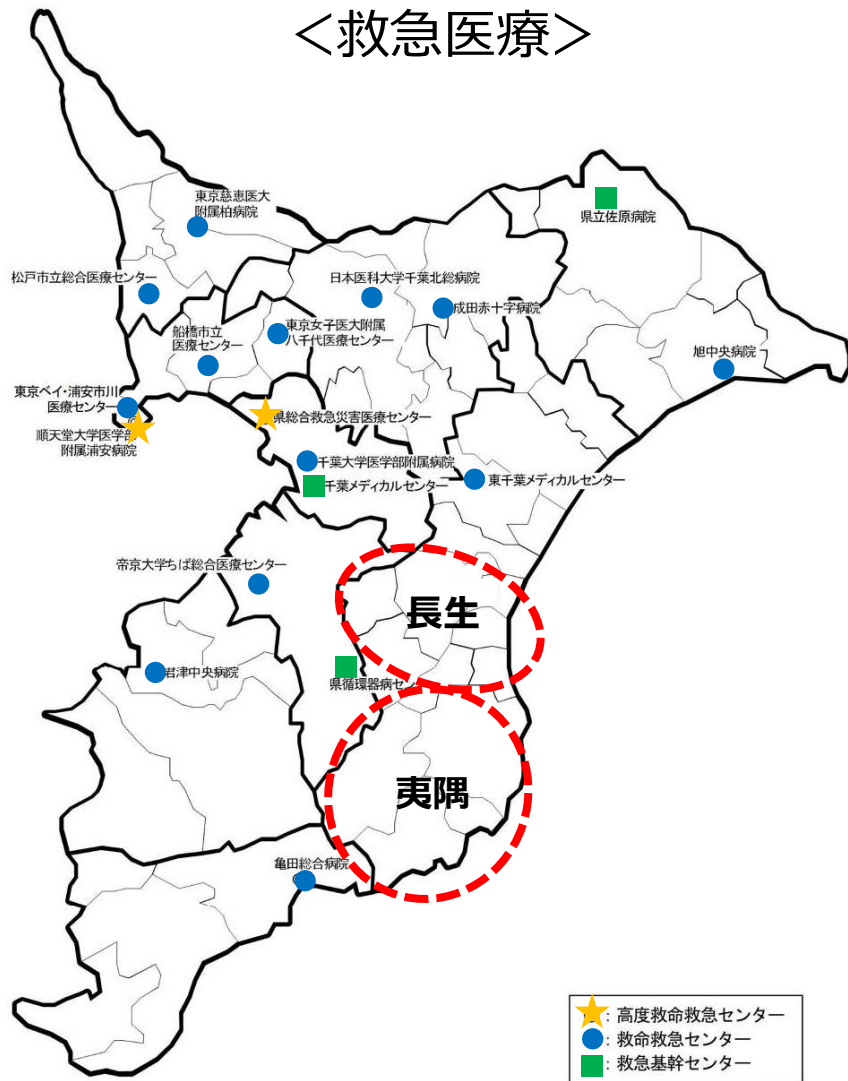 ＜救急医療＞
東京慈恵医大
附属柏病院
県立佐原病院
松戸市立総合医療センター
日本医科大学千葉北総病院
成田赤十字病院
船橋市立
医療センター
東京女子医大附属
八千代医療センター
旭中央病院
東京ベイ・浦安市川
医療センター
県総合救急災害医療センター
順天堂大学医学部
附属浦安病院
千葉大学医学部附属病院
千葉メディカルセンター
東千葉メディカルセンター
帝京大学ちば総合医療センター
長生
君津中央病院
県循環器病セン
夷隅
亀田総合病院
：高度救命救急センター
：救命救急センター
：救急基幹センター